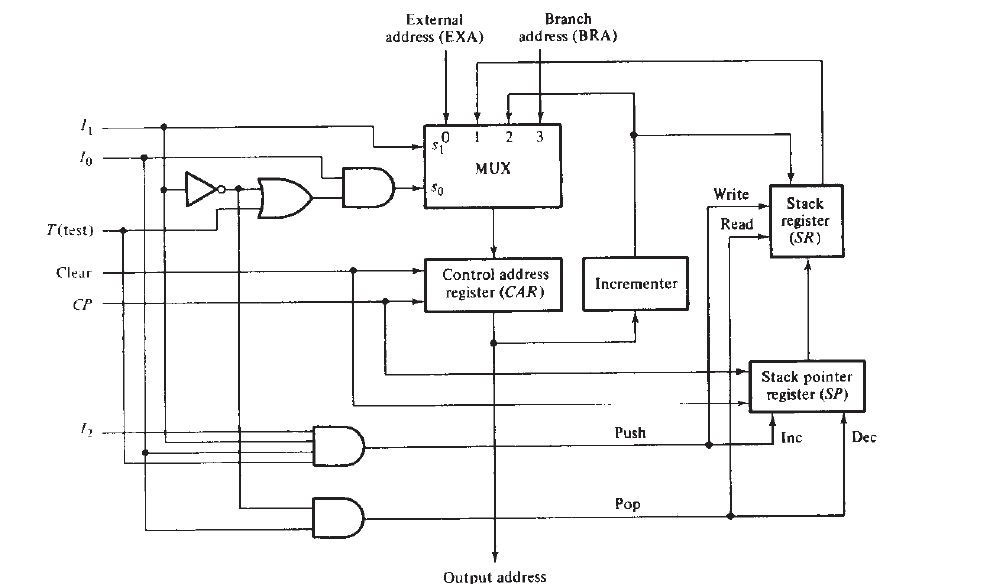 External
address (EXA)
Branch
address (BRA)
I1
I0
T(test)
Clear
CP
I2
0 1 2 3
s1
s0
MUX
Control address
register (CAR)
Incrementer
Write
Read
Stack
register
(SR)
Stack pointer
register (SP)
Push
Inc
Dec
Pop
Output address